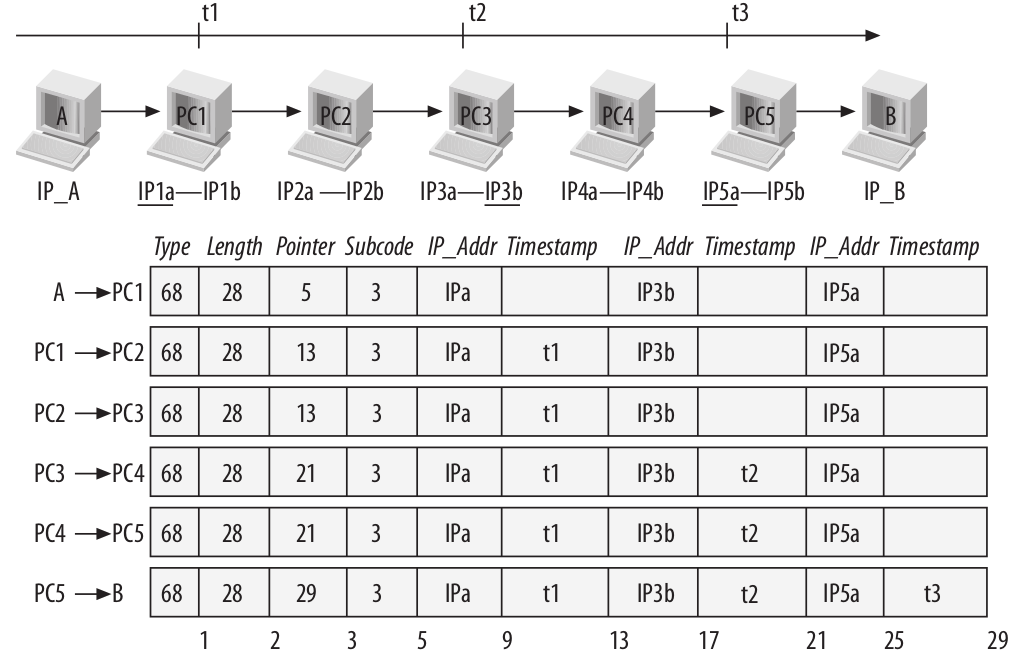 t1 t2 t3
A PC1 PC2 PC3 PC4 PC5 B
IP_A IP1a—IP1b IP2a —IP2b IP3a—IP3b IP4a—IP4b IP5a—IP5b IP_B
Type Length Pointer Subcode IP_Addr Timestamp IP_Addr Timestamp IP_Addr Timestamp
A PC1 68 28 5 3 IPa IP3b IP5a
PC1 PC2 68 28 13 3 IPa t1 IP3b IP5a
PC2 PC3 68 28 13 3 IPa t1 IP3b IP5a
PC3 PC4 68 28 21 3 IPa t1 IP3b t2 IP5a
PC4 PC5 68 28 21 3 IPa t1 IP3b t2 IP5a
PC5 B 68 28 29 3 IPa t1 IP3b t2 IP5a t3
1 2 3 5 9 13 17 21 25 29